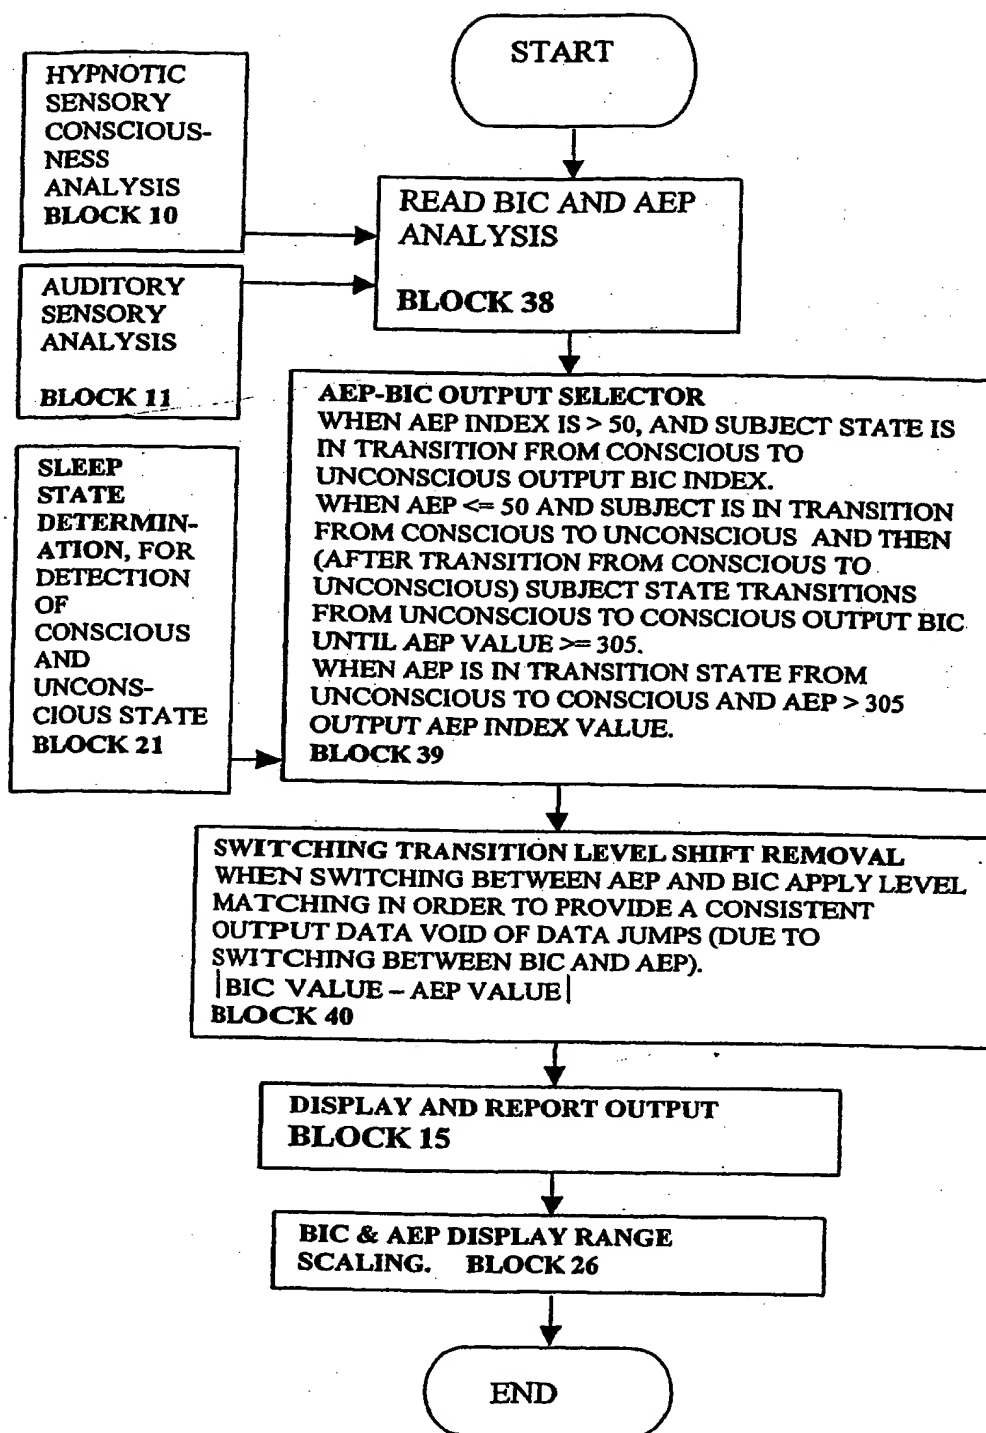 START
HYPNOTIC
SENSORY
CONSCIOUS-
NESS
ANALYSIS
BLOCK 10
READ BIC AND AEP
ANALYSIS
BLOCK 38
AUDITORY
SENSORY
ANALYSIS
BLOCK 11
SLEEP
STATE
DETERMIN-
ATION, FOR
DETECTION
OF
CONSCIOUS
AND
UNCONS-
CIOUS STATE
BLOCK 21
AEP-BIC OUTPUT SELECTOR
WHEN AEP INDEX IS > 50, AND SUBJECT STATE IS
IN TRANSITION FROM CONSCIOUS TO
UNCONSCIOUS OUTPUT BIC INDEX.
WHEN AEP <= 50 AND SUBJECT IS IN TRANSITION
FROM CONSCIOUS TO UNCONSCIOUS AND THEN
(AFTER TRANSITION FROM CONSCIOUS TO
UNCONSCIOUS) SUBJECT STATE TRANSITIONS
FROM UNCONSCIOUS TO CONSCIOUS OUTPUT BIC
UNTIL AEP VALUE >= 305.
WHEN AEP IS IN TRANSITION STATE FROM
UNCONSCIOUS TO CONSCIOUS AND AEP > 305
OUTPUT AEP INDEX VALUE.
BLOCK 39
SWITCHING TRANSITION LEVEL SHIFT REMOVAL
WHEN SWITCHING BETWEEN AEP AND BIC APPLY LEVEL
MATCHING IN ORDER TO PROVIDE A CONSISTENT
OUTPUT DATA VOID OF DATA JUMPS (DUE TO
SWITCHING BETWEEN BIC AND AEP).
|BIC VALUE – AEP VALUE|
BLOCK 40
DISPLAY AND REPORT OUTPUT
BLOCK 15
BIC & AEP DISPLAY RANGE
SCALING. BLOCK 26
END